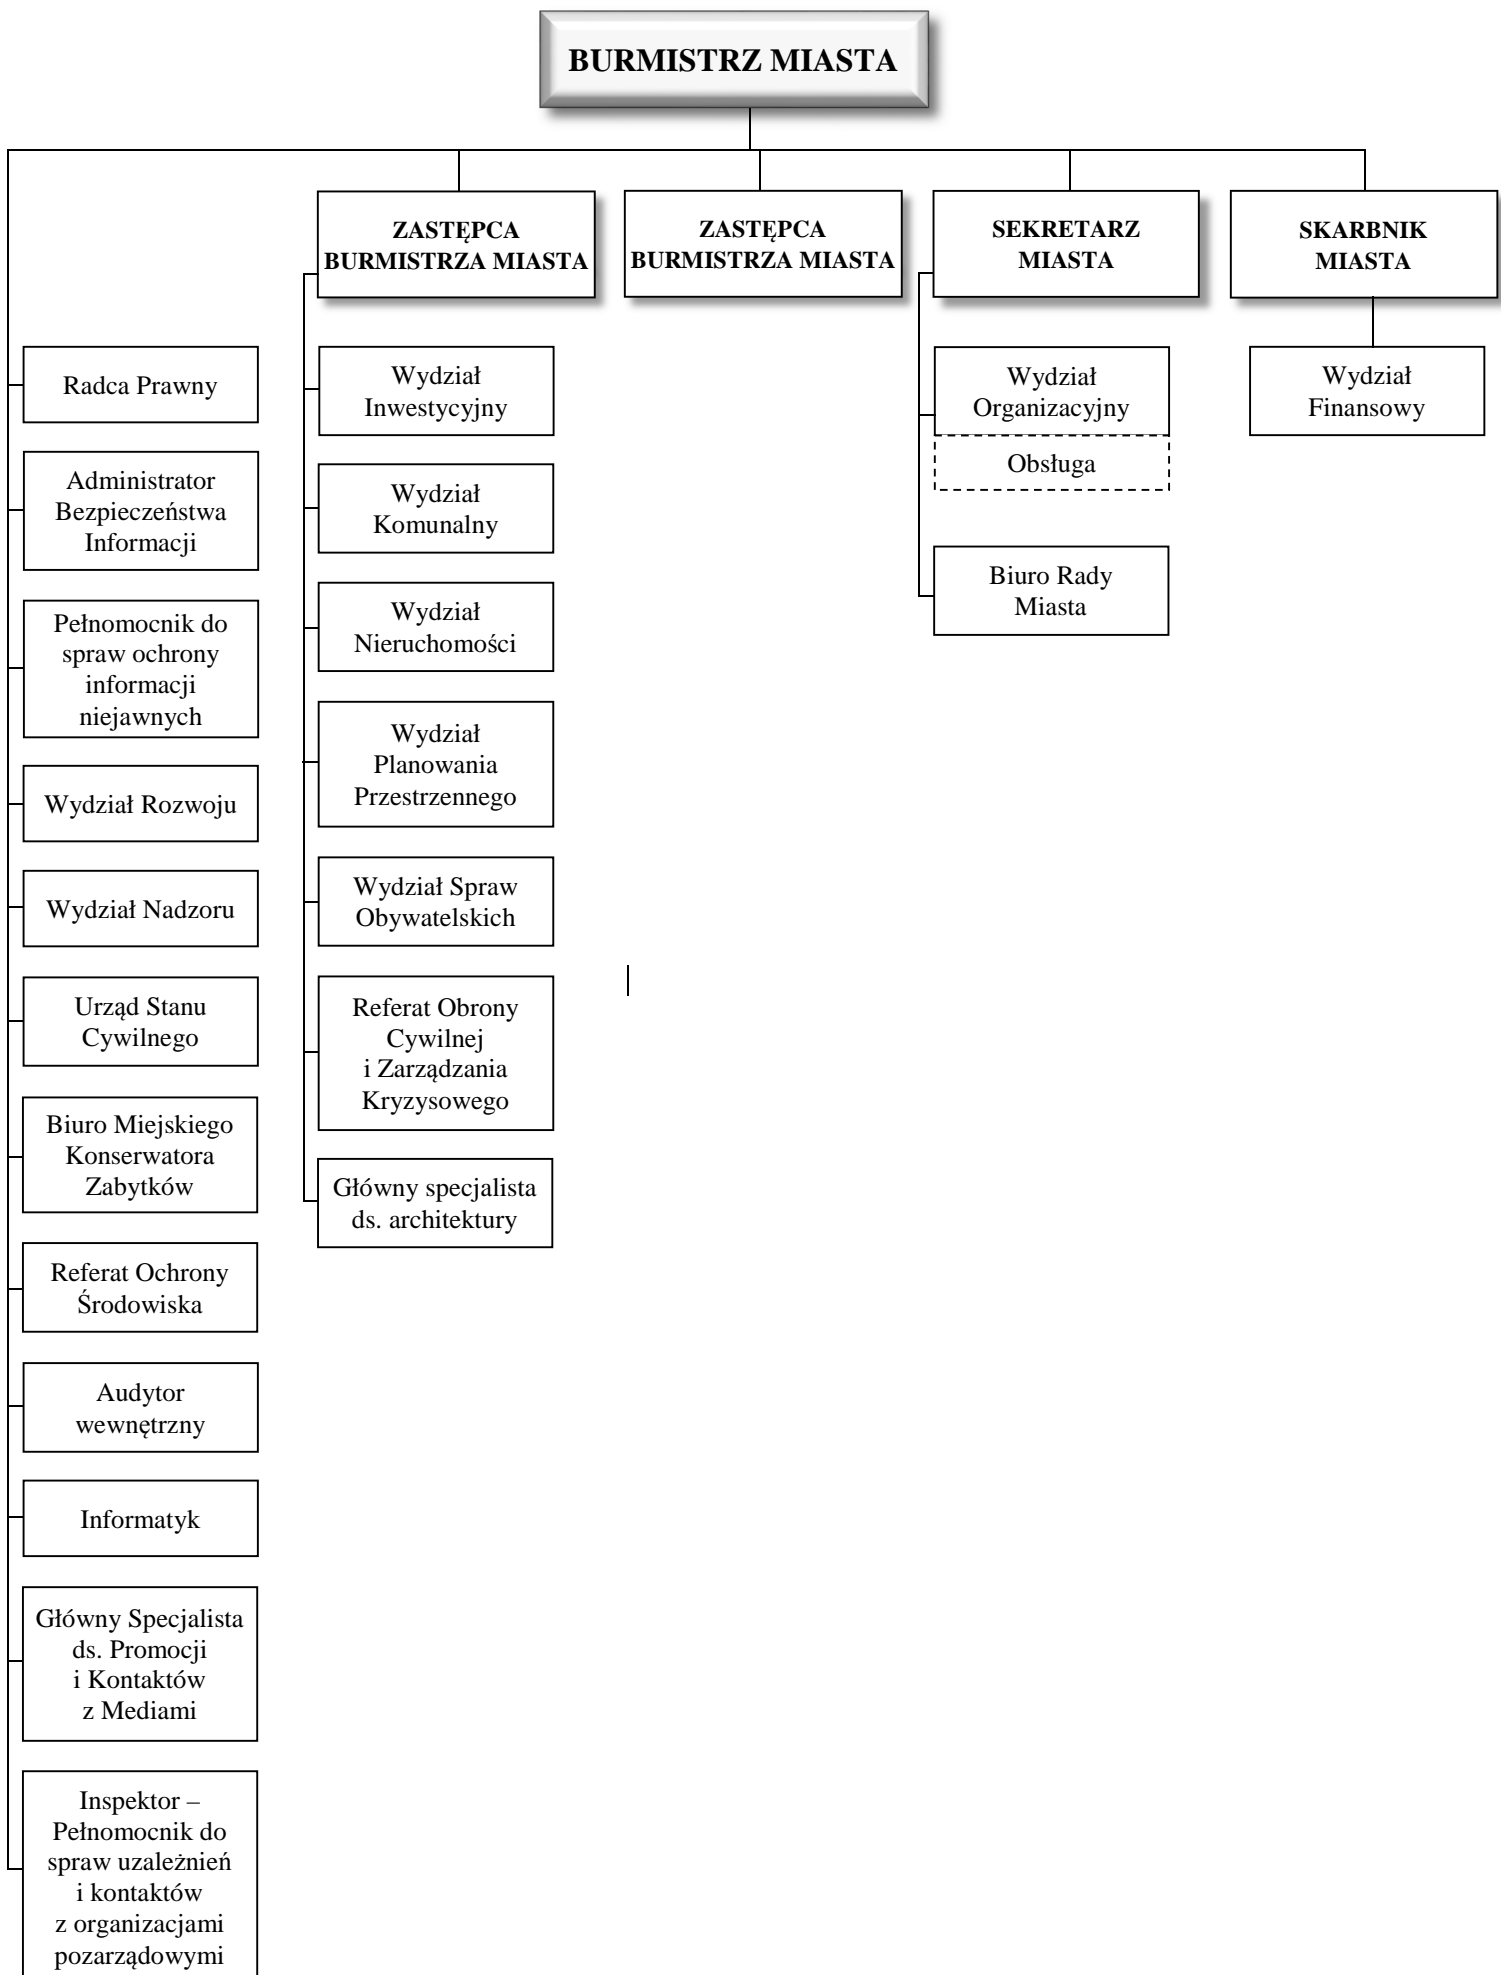 BURMISTRZ MIASTA
ZASTĘPCA
BURMISTRZA MIASTA
ZASTĘPCA
BURMISTRZA MIASTA
SEKRETARZ
MIASTA
SKARBNIK
MIASTA
Radca Prawny
Administrator
Bezpieczeństwa
Informacji
Pełnomocnik do
spraw ochrony
informacji
niejawnych
Wydział Rozwoju
Wydział Nadzoru
Urząd Stanu
Cywilnego
Biuro Miejskiego
Konserwatora
Zabytków
Referat Ochrony
Środowiska
Audytor
wewnętrzny
Informatyk
Główny Specjalista
ds. Promocji
i Kontaktów
z Mediami
Inspektor –
Pełnomocnik do
spraw uzależnień
i kontaktów
z organizacjami
pozarządowymi
Wydział
Inwestycyjny
Wydział
Komunalny
Wydział
Nieruchomości
Wydział
Planowania
Przestrzennego
Wydział Spraw
Obywatelskich
Referat Obrony
Cywilnej
i Zarządzania
Kryzysowego
Główny specjalista
ds. architektury
Wydział
Organizacyjny
Obsługa
Biuro Rady
Miasta
Wydział
Finansowy